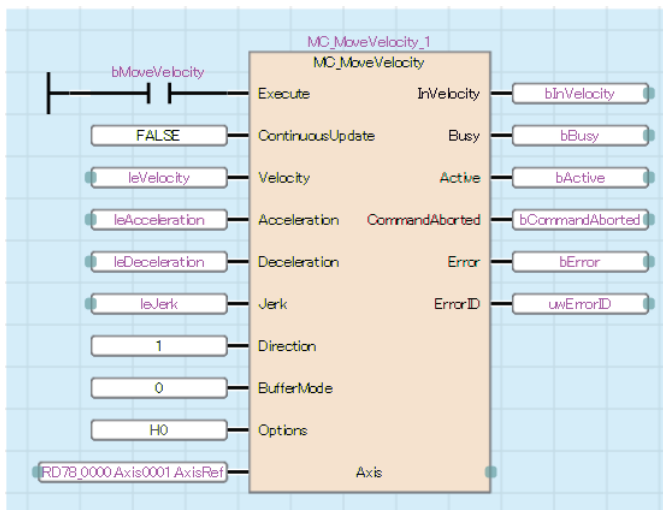 MC_MoveVelocity_1
bMoveVelocity
MC_MoveVelocity
Execute InVelocity bInVelocity
FALSE ContinuousUpdate Busy bBusy
leVelocity Velocity Active bActive
leAcceleration Acceleration CommandAborted bCommandAborted
leDeceleration Deceleration Error bError
leJerk Jerk ErrorID uwErrorID
1 Direction
0 BufferMode
H0 Options
RD78_0000.Axis0001.AxisRef Axis